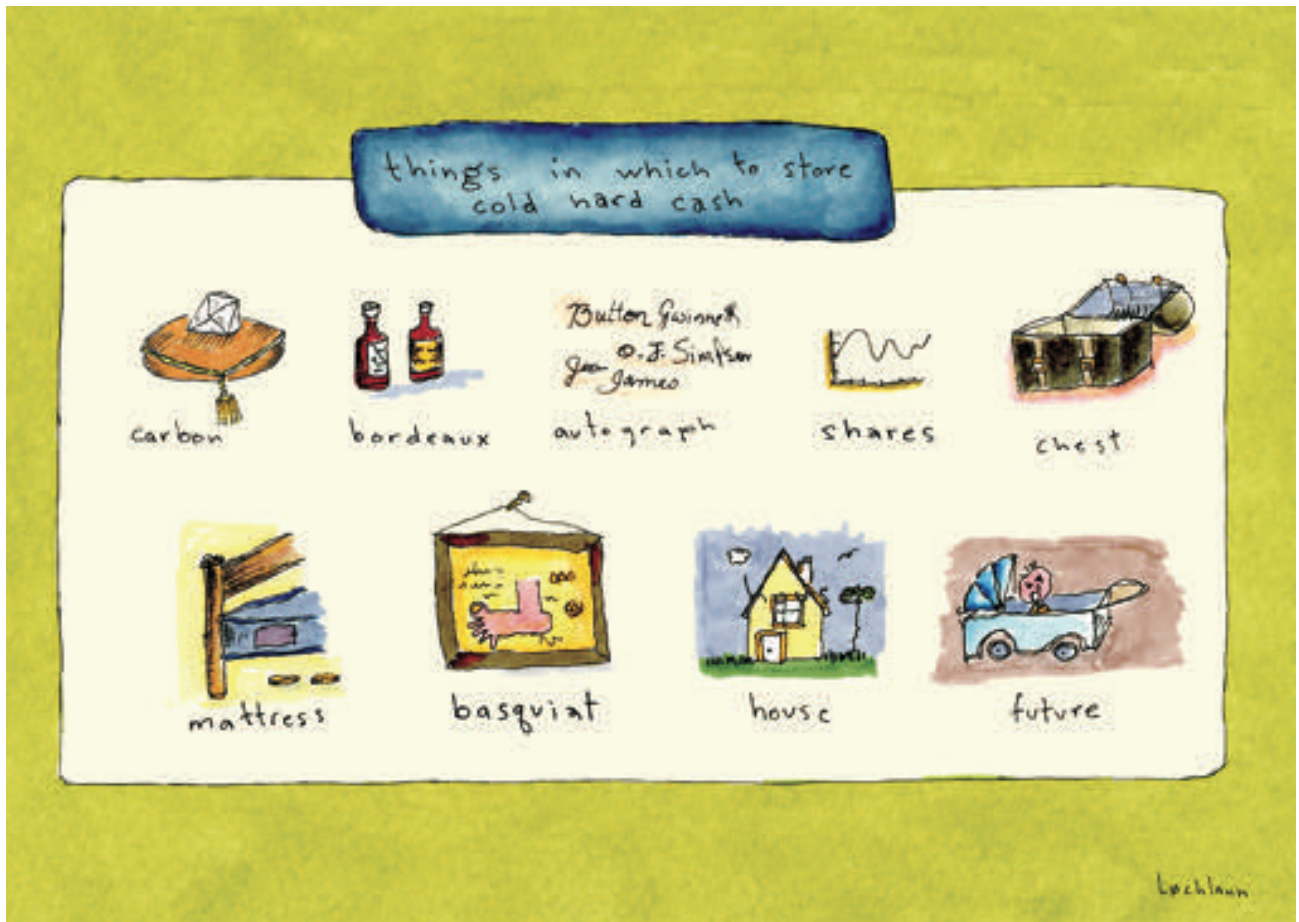 things in which to store
cold hard cash
Button Gwinnett
O. J. Simpson
James
carbon
bordeaux
autograph
shares
chest
mattress
basquiat
house
future
Lochlann